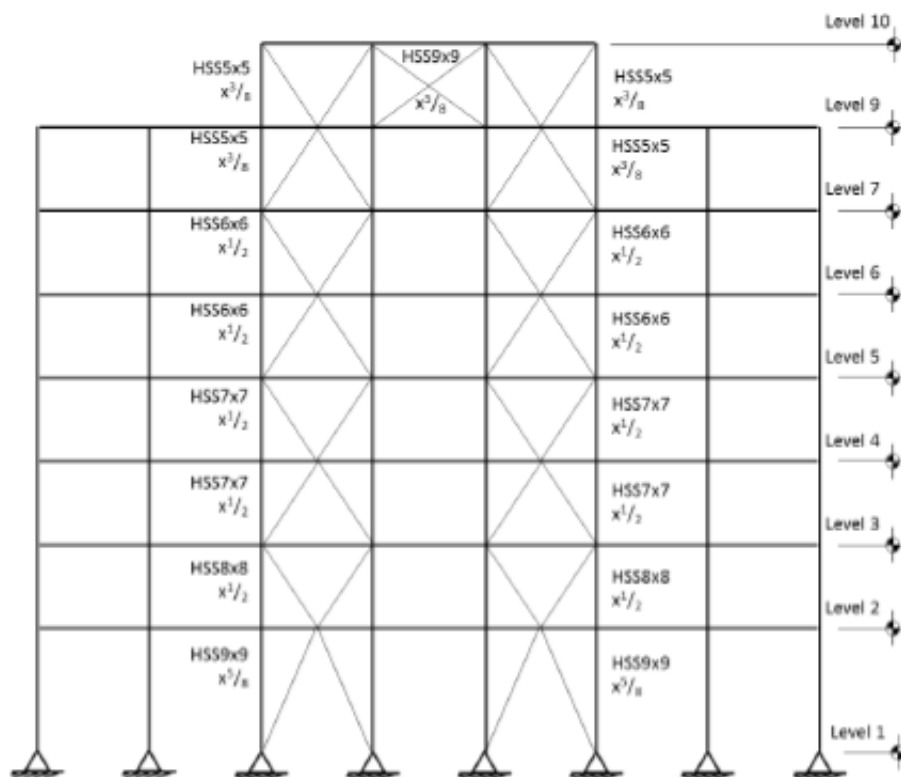 Level 10
HSS9x9
x³/₈
HSS5x5
x³/₈
HSS5x5
x³/₈
Level 9
HSS5x5
x³/₈
HSS5x5
x³/₈
Level 7
HSS6x6
x¹/₂
HSS6x6
x¹/₂
Level 6
HSS6x6
x¹/₂
HSS6x6
x¹/₂
Level 5
HSS7x7
x¹/₂
HSS7x7
x¹/₂
Level 4
HSS7x7
x¹/₂
HSS7x7
x¹/₂
Level 3
HSS8x8
x¹/₂
HSS8x8
x¹/₂
Level 2
HSS9x9
x⁵/₈
HSS9x9
x⁵/₈
Level 1